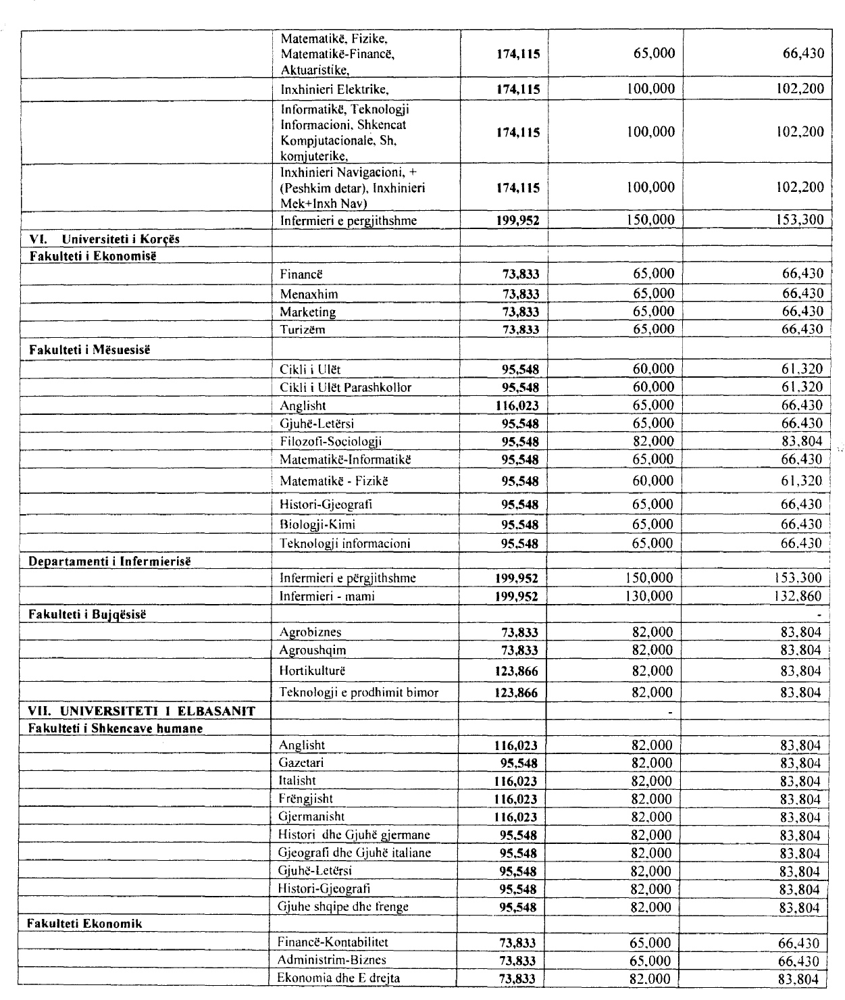 Matematikë, Fizike,
Matematikë-Financë, 174,115 65,000 66,430
Aktuaristike,
Inxhinieri Elektrike, 174,115 100,000 102,200
Informatikë, Teknologji
Informacioni, Shkencat 174,115 100,000 102,200
Kompjutacionale, Sh,
komjuterike,
Inxhinieri Navigacioni, +
(Peshkim detar), Inxhinieri 174,115 100,000 102,200
Mek+Inxh Nav)
Infermieri e pergjithshme 199,952 150,000 153,300
VI. Universiteti i Korçës
Fakulteti i Ekonomisë
Financë 73,833 65,000 66,430
Menaxhim 73,833 65,000 66,430
Marketing 73,833 65,000 66,430
Turizëm 73,833 65,000 66,430
Fakulteti i Mësuesisë
Cikli i Ulët 95,548 60,000 61,320
Cikli i Ulët Parashkollor 95,548 60,000 61,320
Anglisht 116,023 65,000 66,430
Gjuhë-Letërsi 95,548 65,000 66,430
Filozofi-Sociologji 95,548 82,000 83,804
Matematikë-Informatikë 95,548 65,000 66,430
Matematikë - Fizikë 95,548 60,000 61,320
Histori-Gjeografi 95,548 65,000 66,430
Biologji-Kimi 95,548 65,000 66,430
Teknologji informacioni 95,548 65,000 66,430
Departamenti i Infermierisë
Infermieri e përgjithshme 199,952 150,000 153,300
Infermieri - mami 199,952 130,000 132,860
Fakulteti i Bujqësisë -
Agrobiznes 73,833 82,000 83,804
Agroushqim 73,833 82,000 83,804
Hortikulturë 123,866 82,000 83,804
Teknologji e prodhimit bimor 123,866 82,000 83,804
VII. UNIVERSITETI I ELBASANIT -
Fakulteti i Shkencave humane
Anglisht 116,023 82,000 83,804
Gazetari 95,548 82,000 83,804
Italisht 116,023 82,000 83,804
Frëngjisht 116,023 82,000 83,804
Gjermanisht 116,023 82,000 83,804
Histori dhe Gjuhë gjermane 95,548 82,000 83,804
Gjeografi dhe Gjuhë italiane 95,548 82,000 83,804
Gjuhë-Letërsi 95,548 82,000 83,804
Histori-Gjeografi 95,548 82,000 83,804
Gjuhe shqipe dhe frenge 95,548 82,000 83,804
Fakulteti Ekonomik
Financë-Kontabilitet 73,833 65,000 66,430
Administrim-Biznes 73,833 65,000 66,430
Ekonomia dhe E drejta 73,833 82,000 83,804